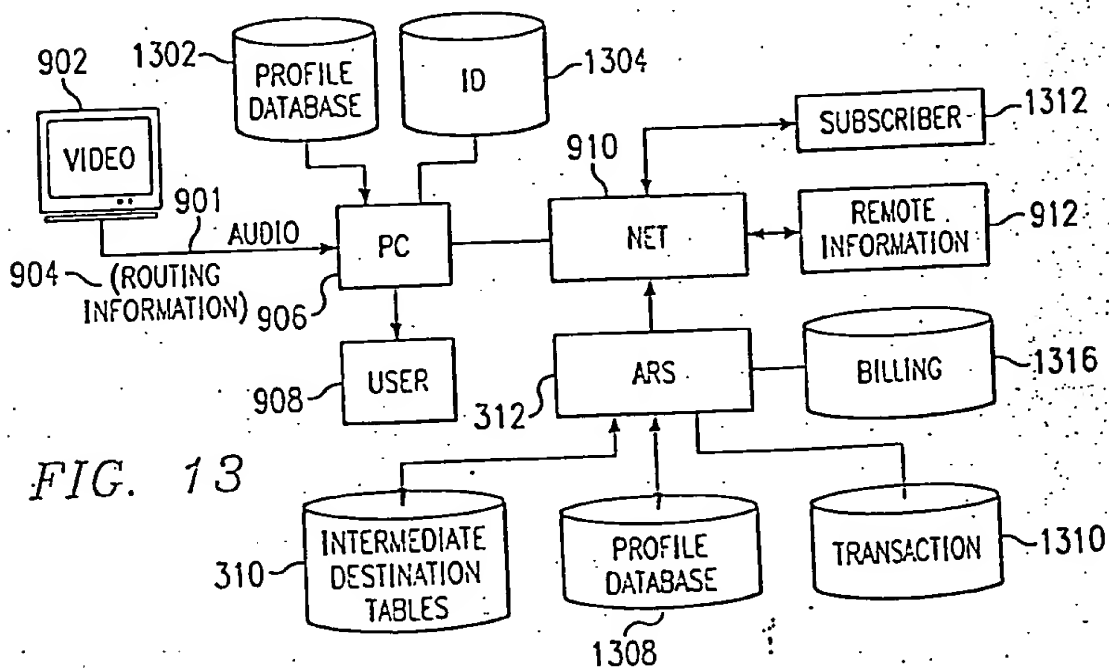 902
1302
1304
PROFILE
DATABASE
ID
VIDEO
SUBSCRIBER
1312
910
901
AUDIO
PC
NET
REMOTE
INFORMATION
912
904
(ROUTING
INFORMATION)
906
USER
908
ARS
312
BILLING
1316
FIG. 13
310
INTERMEDIATE
DESTINATION
TABLES
PROFILE
DATABASE
1308
TRANSACTION
1310